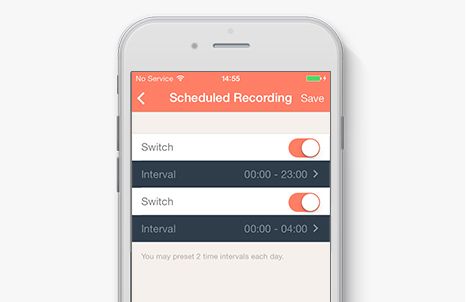 No Service 14:55
Scheduled Recording Save
Switch
Interval 00:00 - 23:00
Switch
Interval 00:00 - 04:00
You may preset 2 time intervals each day.